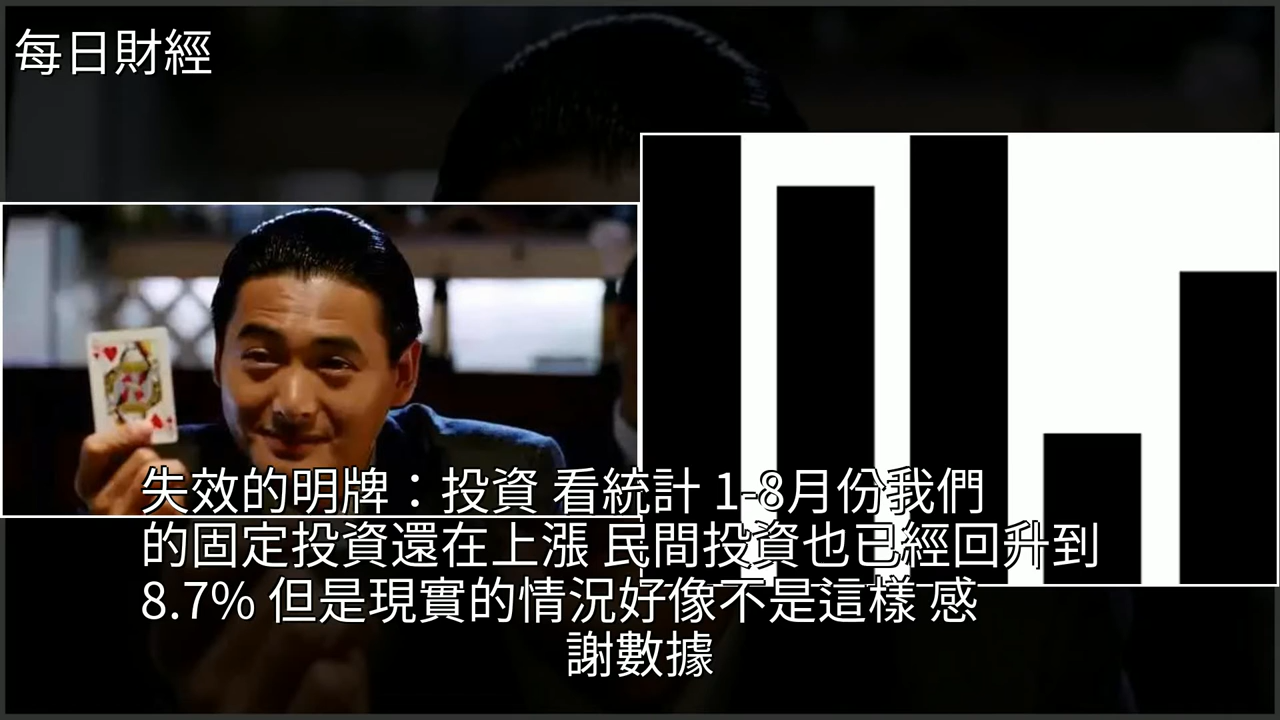 每日財經
失效的明牌：投資 看統計 1-8月份我們
的固定投資還在上漲 民間投資也已經回升到
8.7% 但是現實的情況好像不是這樣 感
謝數據